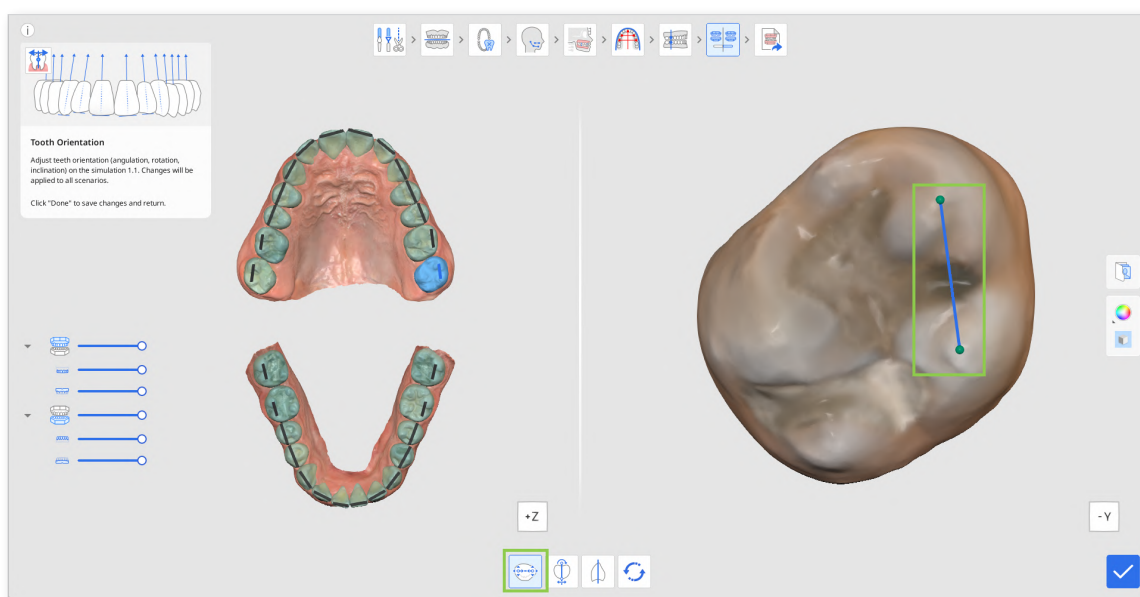 i
Tooth Orientation
Adjust teeth orientation (angulation, rotation,
inclination) on the simulation 1.1. Changes will be
applied to all scenarios.
Click "Done" to save changes and return.
+Z
- Y